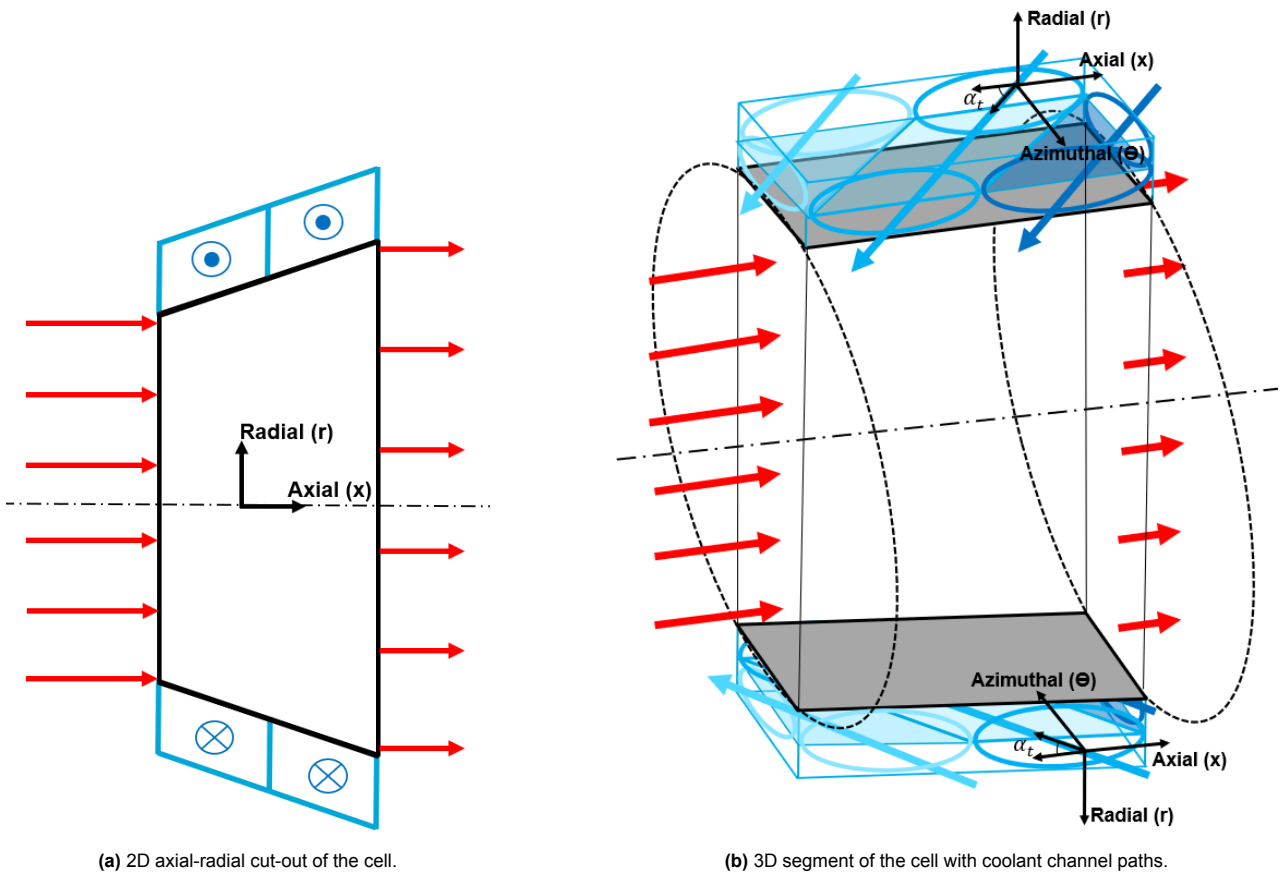 Radial (r)
Axial (x)
α_t
Azimuthal (Θ)
Radial (r)
Axial (x)
Azimuthal (Θ)
α_t
Axial (x)
Radial (r)
(a) 2D axial-radial cut-out of the cell.
(b) 3D segment of the cell with coolant channel paths.